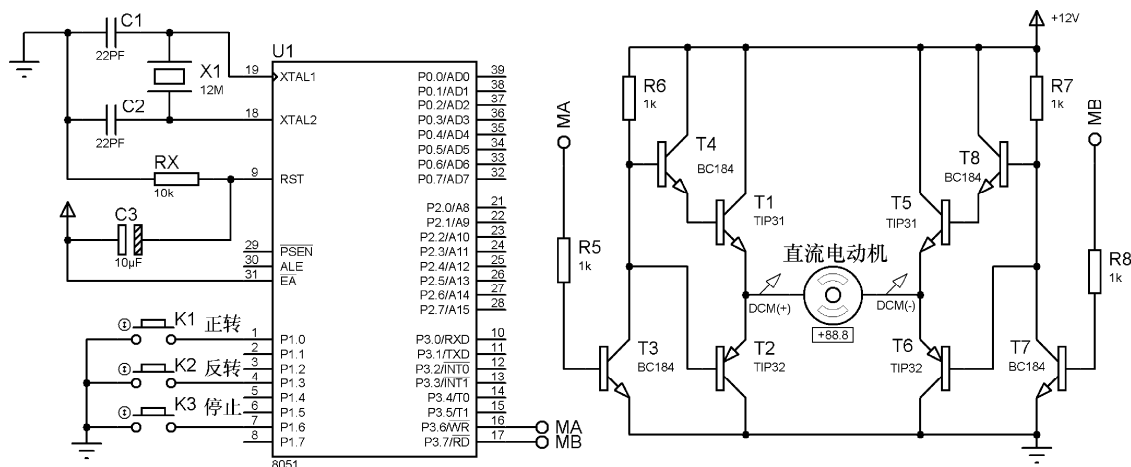 C1
22PF
X1
12M
C2
22PF
RX
10k
C3
10µF
K1 正转
K2 反转
K3 停止
U1
19 XTAL1
18 XTAL2
9 RST
29 PSEN
30 ALE
31 EA
1 P1.0
2 P1.1
3 P1.2
4 P1.3
5 P1.4
6 P1.5
7 P1.6
8 P1.7
P0.0/AD0 39
P0.1/AD1 38
P0.2/AD2 37
P0.3/AD3 36
P0.4/AD4 35
P0.5/AD5 34
P0.6/AD6 33
P0.7/AD7 32
P2.0/A8 21
P2.1/A9 22
P2.2/A10 23
P2.3/A11 24
P2.4/A12 25
P2.5/A13 26
P2.6/A14 27
P2.7/A15 28
P3.0/RXD 10
P3.1/TXD 11
P3.2/INT0 12
P3.3/INT1 13
P3.4/T0 14
P3.5/T1 15
P3.6/WR 16 MA
P3.7/RD 17 MB
8051
+12V
MA
R5
1k
R6
1k
T4
BC184
T1
TIP31
T3
BC184
T2
TIP32
直流电动机
DCM(+)
DCM(-)
+88.8
R7
1k
MB
T8
BC184
T5
TIP31
R8
1k
T6
TIP32
T7
BC184